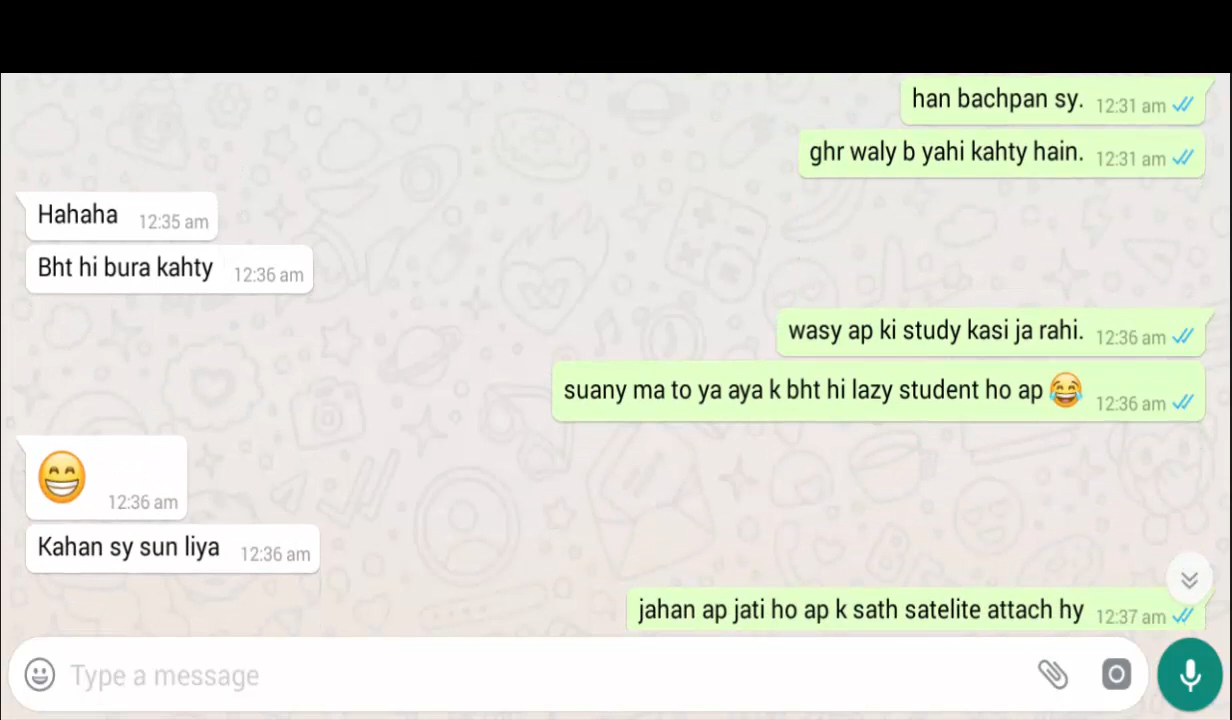 han bachpan sy. 12:31 am
ghr waly b yahi kahty hain. 12:31 am
Hahaha 12:35 am
Bht hi bura kahty 12:36 am
wasy ap ki study kasi ja rahi. 12:36 am
suany ma to ya aya k bht hi lazy student ho ap 😂 12:36 am
😁 12:36 am
Kahan sy sun liya 12:36 am
jahan ap jati ho ap k sath satelite attach hy 12:37 am
Type a message